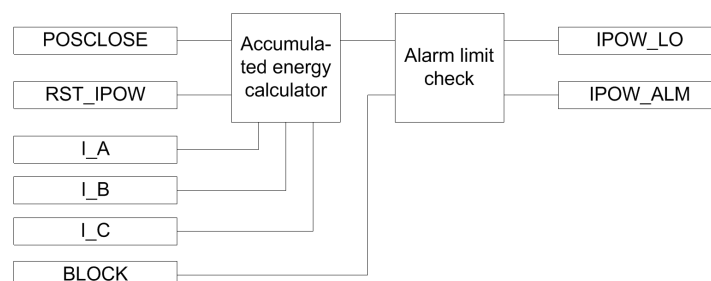 POSCLOSE
RST_IPOW
I_A
I_B
I_C
BLOCK
Accumula-
ted energy
calculator
Alarm limit
check
IPOW_LO
IPOW_ALM